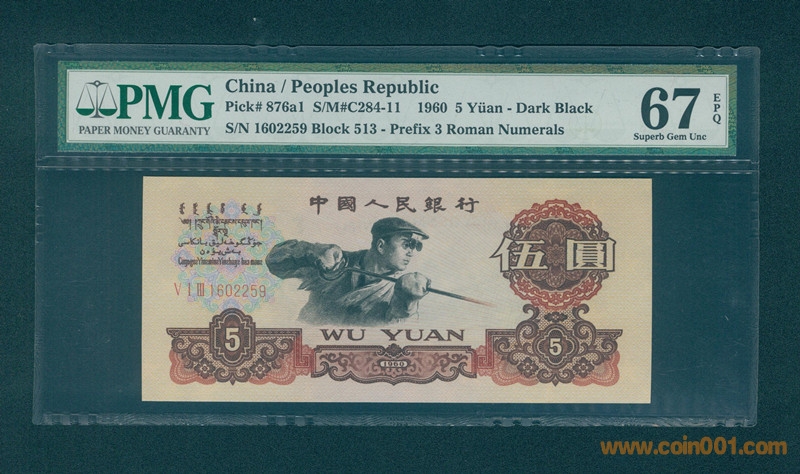 PMG
PAPER MONEY GUARANTY
China / Peoples Republic
Pick# 876a1 S/M#C284-11 1960 5 Yüan - Dark Black
S/N 1602259 Block 513 - Prefix 3 Roman Numerals
67 EPQ
Superb Gem Unc
中國人民銀行
伍圓
V I III 1602259
WU YUAN
5
1960
5
www.coin001.com